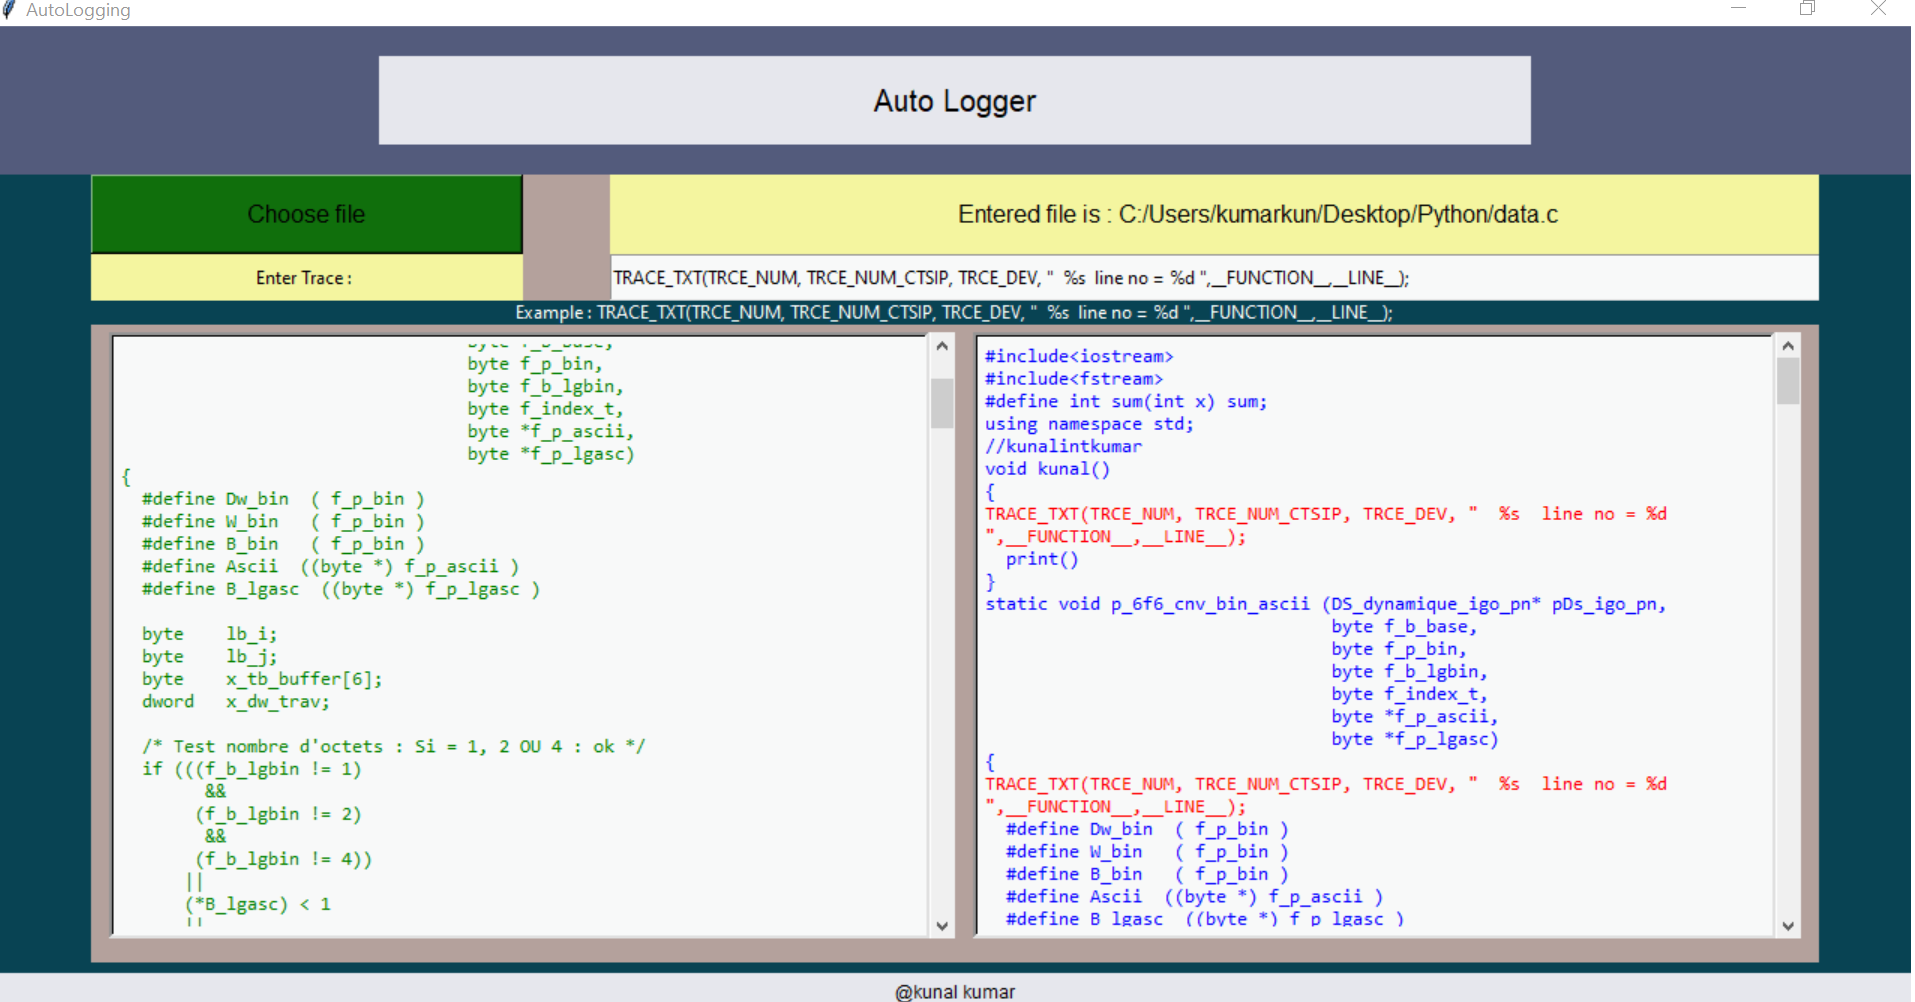 AutoLogging
Auto Logger
Choose file
Entered file is : C:/Users/kumarkun/Desktop/Python/data.c
Enter Trace :
TRACE_TXT(TRCE_NUM, TRCE_NUM_CTSIP, TRCE_DEV, "  %s  line no = %d ",__FUNCTION__,__LINE__);
Example : TRACE_TXT(TRCE_NUM, TRCE_NUM_CTSIP, TRCE_DEV, "  %s  line no = %d ",__FUNCTION__,__LINE__);
byte f_b_base,
byte f_p_bin,
byte f_b_lgbin,
byte f_index_t,
byte *f_p_ascii,
byte *f_p_lgasc)
{
#define Dw_bin  ( f_p_bin )
#define W_bin   ( f_p_bin )
#define B_bin   ( f_p_bin )
#define Ascii  ((byte *) f_p_ascii )
#define B_lgasc  ((byte *) f_p_lgasc )
byte    lb_i;
byte    lb_j;
byte    x_tb_buffer[6];
dword   x_dw_trav;
/* Test nombre d'octets : Si = 1, 2 OU 4 : ok */
if (((f_b_lgbin != 1)
&&
(f_b_lgbin != 2)
&&
(f_b_lgbin != 4))
||
(*B_lgasc) < 1
||
#include<iostream>
#include<fstream>
#define int sum(int x) sum;
using namespace std;
//kunalintkumar
void kunal()
{
TRACE_TXT(TRCE_NUM, TRCE_NUM_CTSIP, TRCE_DEV, "  %s  line no = %d
",__FUNCTION__,__LINE__);
print()
}
static void p_6f6_cnv_bin_ascii (DS_dynamique_igo_pn* pDs_igo_pn,
byte f_b_base,
byte f_p_bin,
byte f_b_lgbin,
byte f_index_t,
byte *f_p_ascii,
byte *f_p_lgasc)
{
TRACE_TXT(TRCE_NUM, TRCE_NUM_CTSIP, TRCE_DEV, "  %s  line no = %d
",__FUNCTION__,__LINE__);
#define Dw_bin  ( f_p_bin )
#define W_bin   ( f_p_bin )
#define B_bin   ( f_p_bin )
#define Ascii  ((byte *) f_p_ascii )
#define B_lgasc  ((byte *) f_p_lgasc )
@kunal kumar